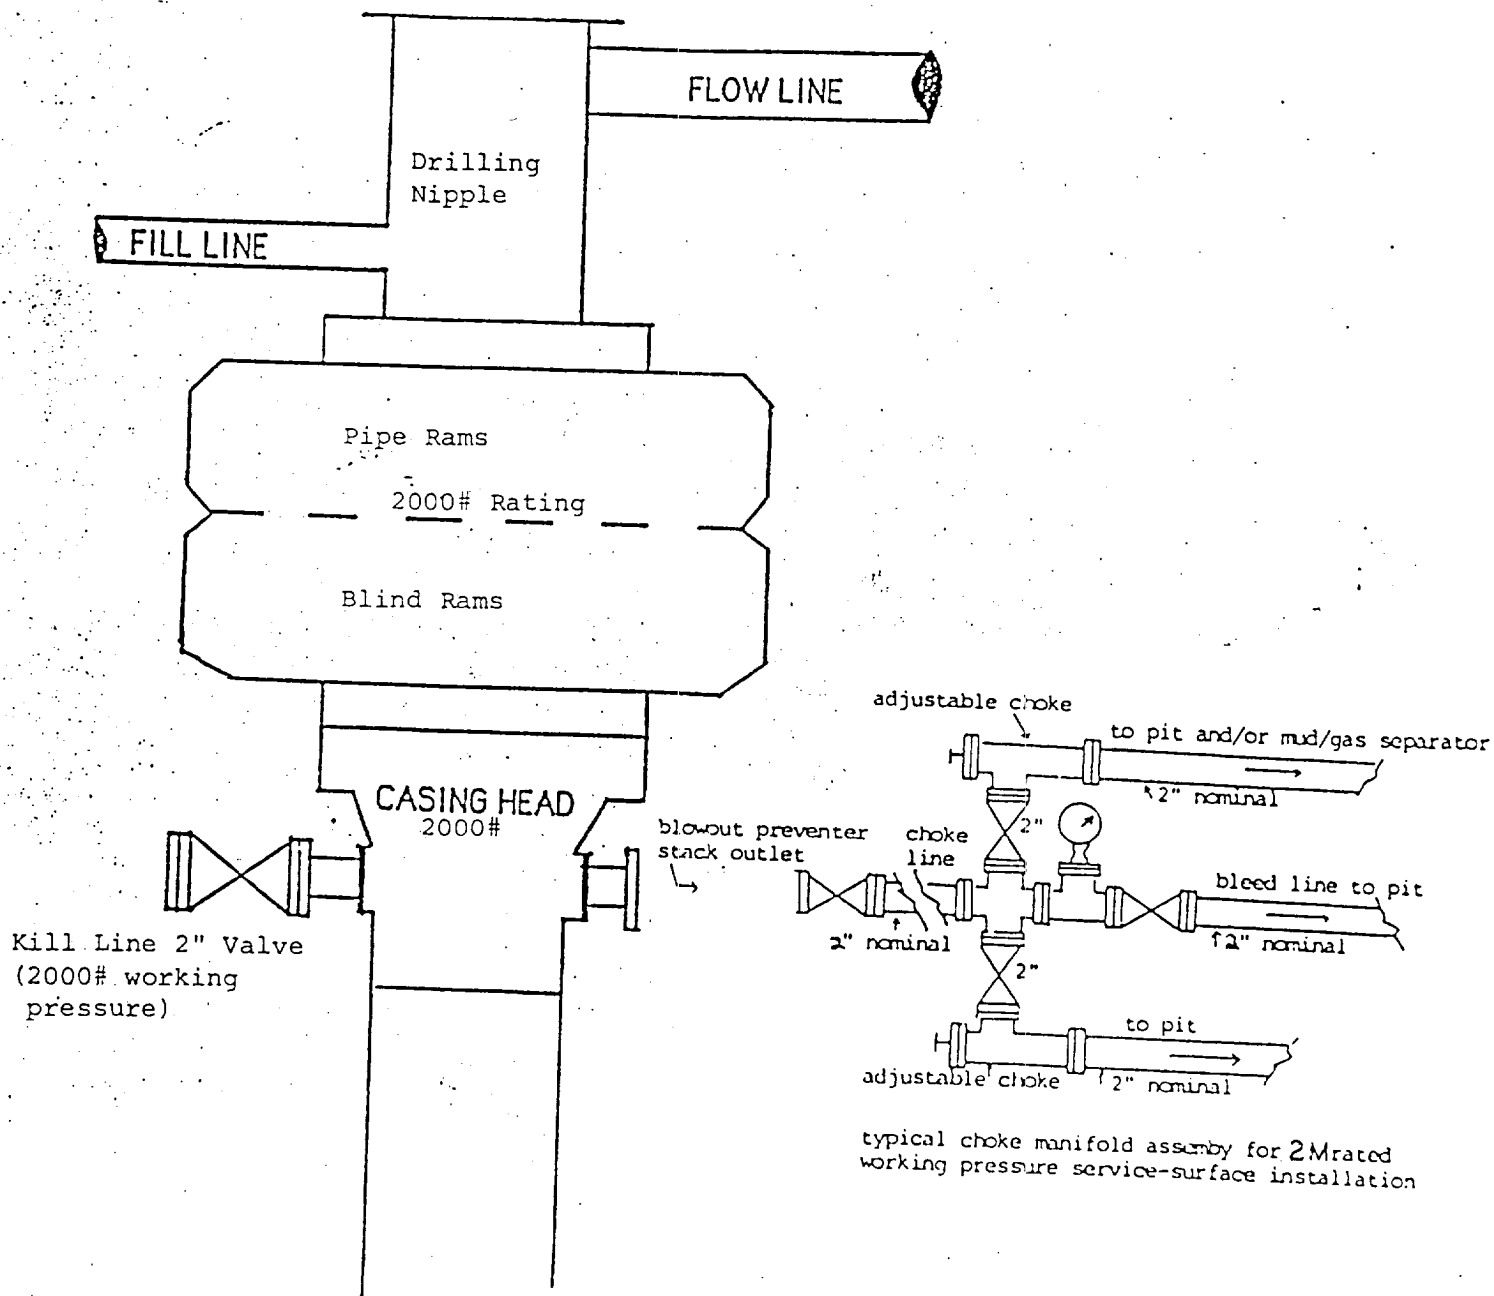 FLOW LINE
Drilling
Nipple
FILL LINE
Pipe Rams
2000# Rating
Blind Rams
CASING HEAD
2000#
Kill Line 2" Valve
(2000# working
pressure)
blowout preventer
stack outlet
adjustable choke
to pit and/or mud/gas separator
2" nominal
2"
choke
line
2" nominal
bleed line to pit
2" nominal
2"
to pit
adjustable choke
2" nominal
typical choke manifold assemby for 2M rated
working pressure service-surface installation